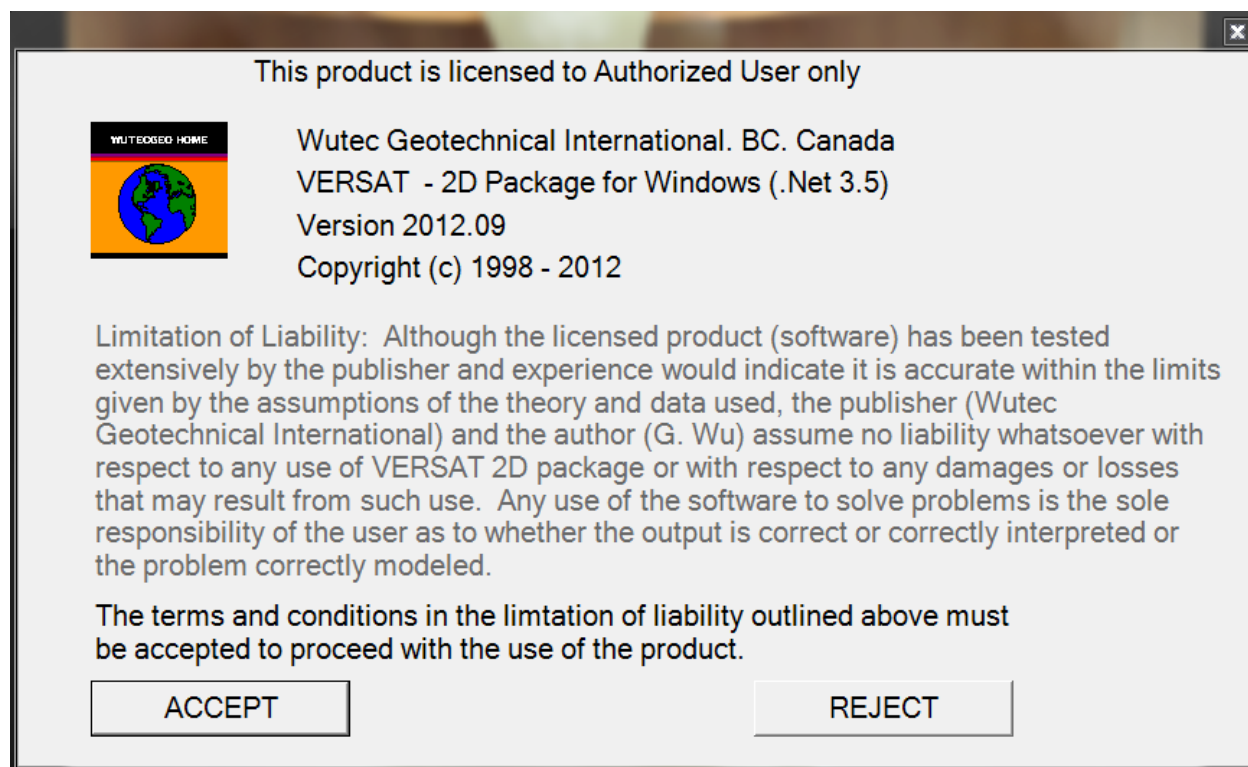 This product is licensed to Authorized User only
WUTECGEO HOME
Wutec Geotechnical International. BC. Canada
VERSAT - 2D Package for Windows (.Net 3.5)
Version 2012.09
Copyright (c) 1998 - 2012
Limitation of Liability: Although the licensed product (software) has been tested
extensively by the publisher and experience would indicate it is accurate within the limits
given by the assumptions of the theory and data used, the publisher (Wutec
Geotechnical International) and the author (G. Wu) assume no liability whatsoever with
respect to any use of VERSAT 2D package or with respect to any damages or losses
that may result from such use. Any use of the software to solve problems is the sole
responsibility of the user as to whether the output is correct or correctly interpreted or
the problem correctly modeled.
The terms and conditions in the limtation of liability outlined above must
be accepted to proceed with the use of the product.
ACCEPT
REJECT